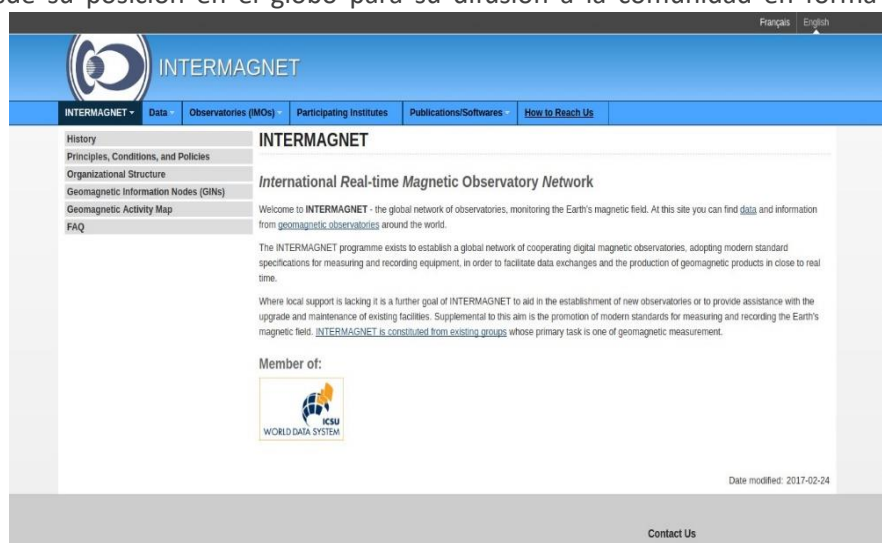 de su posición en el globo para su difusión a la comunidad en forma
Français English
INTERMAGNET
INTERMAGNET Data Observatories (IMOs) Participating Institutes Publications/Softwares How to Reach Us
History
Principles, Conditions, and Policies
Organizational Structure
Geomagnetic Information Nodes (GINs)
Geomagnetic Activity Map
FAQ
INTERMAGNET
International Real-time Magnetic Observatory Network
Welcome to INTERMAGNET - the global network of observatories, monitoring the Earth's magnetic field. At this site you can find data and information
from geomagnetic observatories around the world.
The INTERMAGNET programme exists to establish a global network of cooperating digital magnetic observatories, adopting modern standard
specifications for measuring and recording equipment, in order to facilitate data exchanges and the production of geomagnetic products in close to real
time.
Where local support is lacking it is a further goal of INTERMAGNET to aid in the establishment of new observatories or to provide assistance with the
upgrade and maintenance of existing facilities. Supplemental to this aim is the promotion of modern standards for measuring and recording the Earth's
magnetic field. INTERMAGNET is constituted from existing groups whose primary task is one of geomagnetic measurement.
Member of:
ICSU
WORLD DATA SYSTEM
Date modified: 2017-02-24
Contact Us